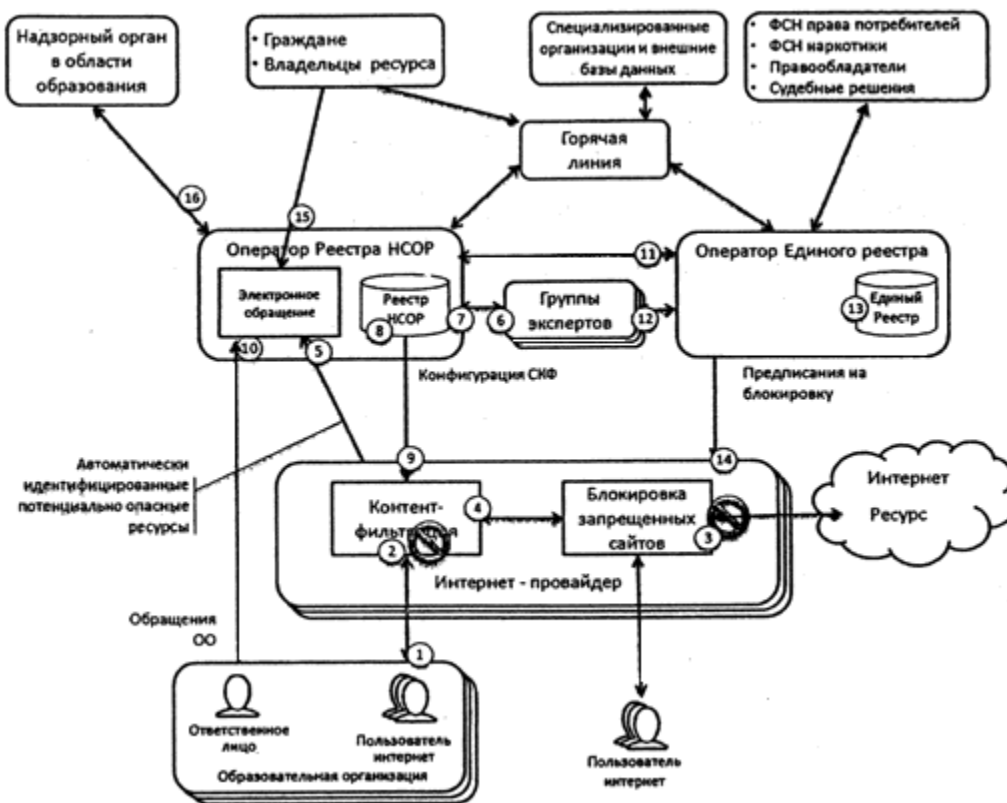 Надзорный орган
в области
образования
• Граждане
• Владельцы ресурса
Специализированные
организации и внешние
базы данных
• ФСН права потребителей
• ФСН наркотики
• Правообладатели
• Судебные решения
Горячая
линия
16
15
Оператор Реестра НСОР
11
Оператор Единого реестра
Электронное
обращение
Реестр
НСОР
8
7
6
Группы
экспертов
12
13
Единый
Реестр
10
5
Конфигурация СКФ
Предписания на
блокировку
9
14
Автоматически
идентифицированные
потенциально опасные
ресурсы
Контент-
фильтрация
2
4
Блокировка
запрещенных
сайтов
3
Интернет
Ресурс
Интернет - провайдер
Обращения
ОО
1
Ответственное
лицо
Пользователь
интернет
Образовательная организация
Пользователь
интернет